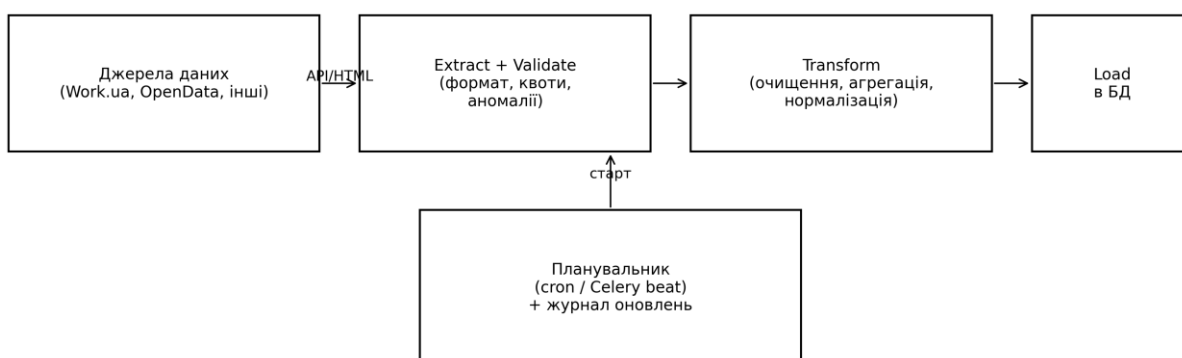 Джерела даних
(Work.ua, OpenData, інші)
API/HTML
Extract + Validate
(формат, квоти,
аномалії)
Transform
(очищення, агрегація,
нормалізація)
Load
в БД
старт
Планувальник
(cron / Celery beat)
+ журнал оновлень